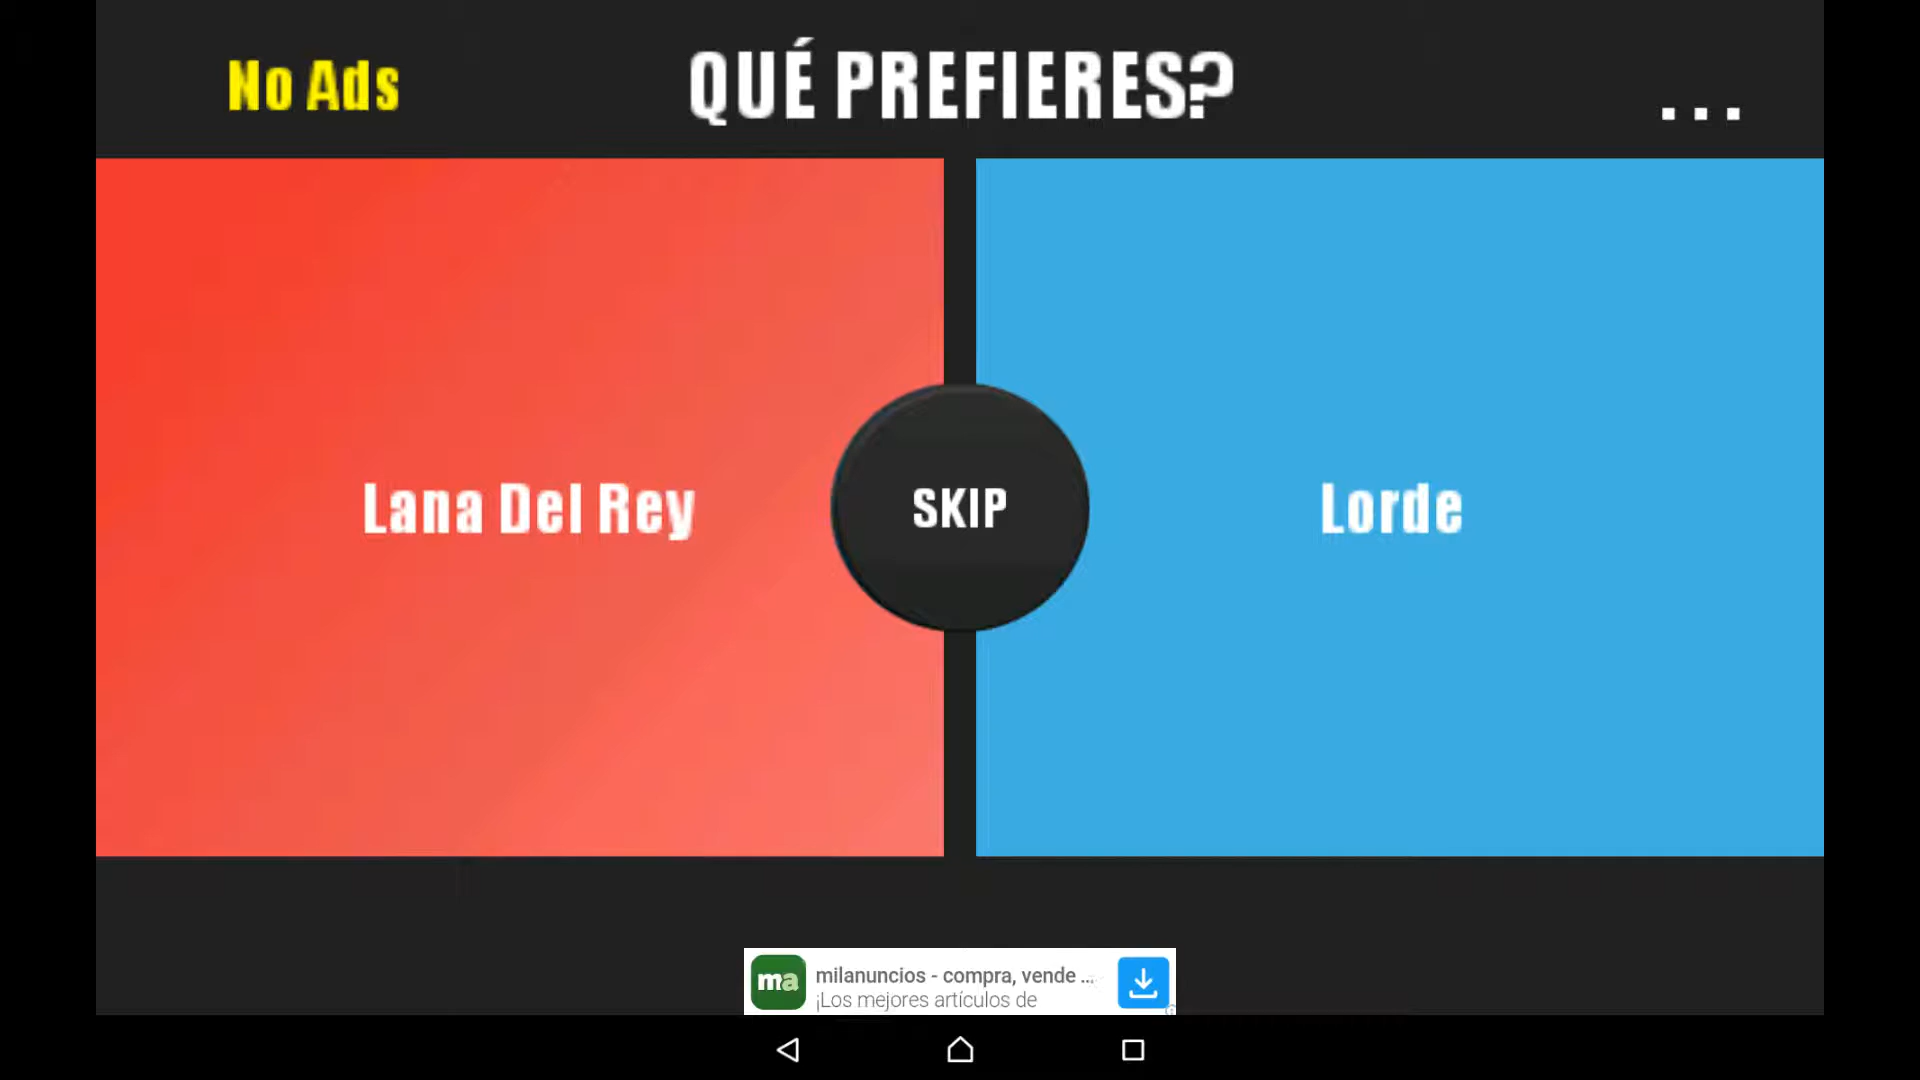 No Ads
QUÉ PREFIERES?
...
Lana Del Rey
SKIP
Lorde
ma
milanuncios - compra, vende ...
¡Los mejores artículos de